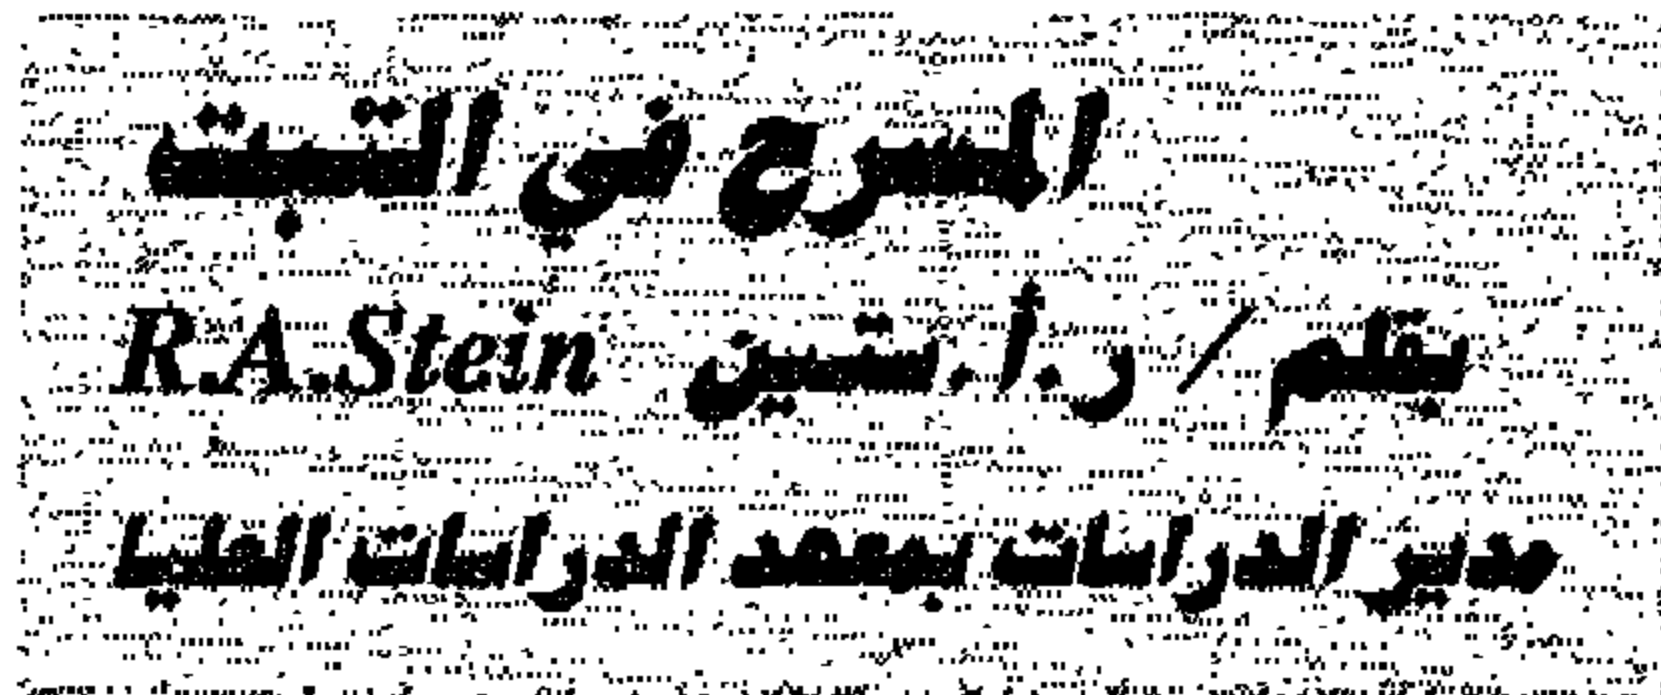 المسرح في التبت
بقلم / ر.أ.ستين R.A.Stein
مدير الدراسات بمعهد الدراسات العليا